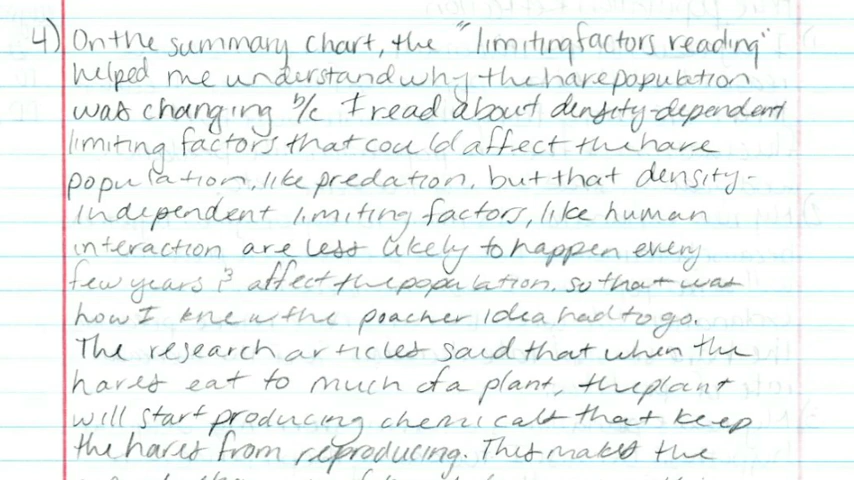 4) On the summary chart, the "limiting factors reading"
helped me understand why the hare population
was changing b/c I read about density-dependent
limiting factors that could affect the hare
population, like predation, but that density-
independent limiting factors, like human
interaction are less likely to happen every
few years & affect the population. so that was
how I knew the poacher idea had to go.
The research articles said that when the
hares eat to much of a plant, the plant
will start producing chemicals that keep
the hares from reproducing. This makes the